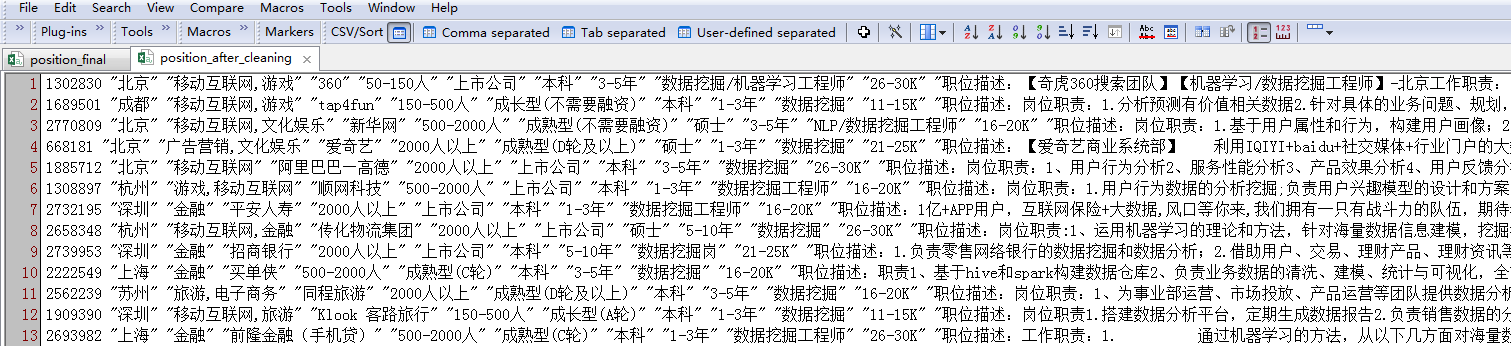 File Edit Search View Compare Macros Tools Window Help
Plug-ins Tools Macros Markers CSV/Sort Comma separated Tab separated User-defined separated
position_final position_after_cleaning
1 1302830 "北京" "移动互联网,游戏" "360" "50-150人" "上市公司" "本科" "3-5年" "数据挖掘/机器学习工程师" "26-30K" "职位描述：【奇虎360搜索团队】【机器学习/数据挖掘工程师】-北京工作职责：
2 1689501 "成都" "移动互联网,游戏" "tap4fun" "150-500人" "成长型(不需要融资)" "本科" "1-3年" "数据挖掘" "11-15K" "职位描述：岗位职责：1.分析预测有价值相关数据2.针对具体的业务问题、规划，
3 2770809 "北京" "移动互联网,文化娱乐" "新华网" "500-2000人" "成熟型(不需要融资)" "硕士" "3-5年" "NLP/数据挖掘工程师" "16-20K" "职位描述：岗位职责：1.基于用户属性和行为，构建用户画像；2
4 668181 "北京" "广告营销,文化娱乐" "爱奇艺" "2000人以上" "成熟型(D轮及以上)" "硕士" "1-3年" "数据挖掘" "21-25K" "职位描述：【爱奇艺商业系统部】 利用IQIYI+baidu+社交媒体+行业门户的大
5 1885712 "北京" "移动互联网" "阿里巴巴—高德" "2000人以上" "上市公司" "本科" "3-5年" "数据挖掘" "26-30K" "职位描述：岗位职责：1、用户行为分析2、服务性能分析3、产品效果分析4、用户反馈分
6 1308897 "杭州" "游戏,移动互联网" "顺网科技" "500-2000人" "上市公司" "本科" "1-3年" "数据挖掘工程师" "16-20K" "职位描述：岗位职责：1.用户行为数据的分析挖掘;负责用户兴趣模型的设计和方案
7 2732195 "深圳" "金融" "平安人寿" "2000人以上" "上市公司" "本科" "1-3年" "数据挖掘工程师" "16-20K" "职位描述：1亿+APP用户，互联网保险+大数据,风口等你来,我们拥有一只有战斗力的队伍，期待
8 2658348 "杭州" "移动互联网,金融" "传化物流集团" "2000人以上" "上市公司" "硕士" "5-10年" "数据挖掘" "26-30K" "职位描述：岗位职责:1、运用机器学习的理论和方法，针对海量数据信息建模，挖掘
9 2739953 "深圳" "金融" "招商银行" "2000人以上" "上市公司" "本科" "5-10年" "数据挖掘岗" "21-25K" "职位描述：1.负责零售网络银行的数据挖掘和数据分析；2.借助用户、交易、理财产品、理财资讯等
10 2222549 "上海" "金融" "买单侠" "500-2000人" "成熟型(C轮)" "本科" "3-5年" "数据挖掘" "16-20K" "职位描述：职责1、基于hive和spark构建数据仓库2、负责业务数据的清洗、建模、统计与可视化，全
11 2562239 "苏州" "旅游,电子商务" "同程旅游" "2000人以上" "成熟型(D轮及以上)" "本科" "3-5年" "数据挖掘" "16-20K" "职位描述：岗位职责：1、为事业部运营、市场投放、产品运营等团队提供数据分析
12 1909390 "深圳" "移动互联网,旅游" "Klook 客路旅行" "150-500人" "成长型(A轮)" "本科" "1-3年" "数据挖掘" "11-15K" "职位描述：岗位职责1.搭建数据分析平台，定期生成数据报告2.负责销售数据的分
13 2693982 "上海" "金融" "前隆金融（手机贷）" "500-2000人" "成熟型(C轮)" "本科" "1-3年" "数据挖掘" "26-30K" "职位描述：工作职责：1. 通过机器学习的方法，从以下几方面对海量数